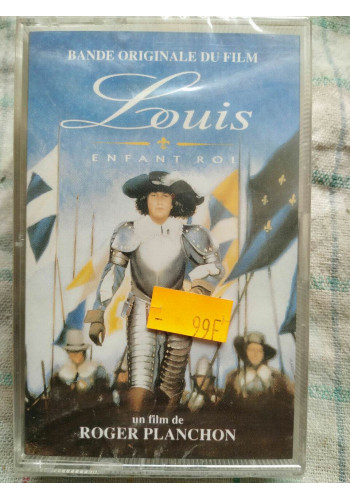 BANDE ORIGINALE DU FILM
Louis
ENFANT ROI
99F
un film de
ROGER PLANCHON